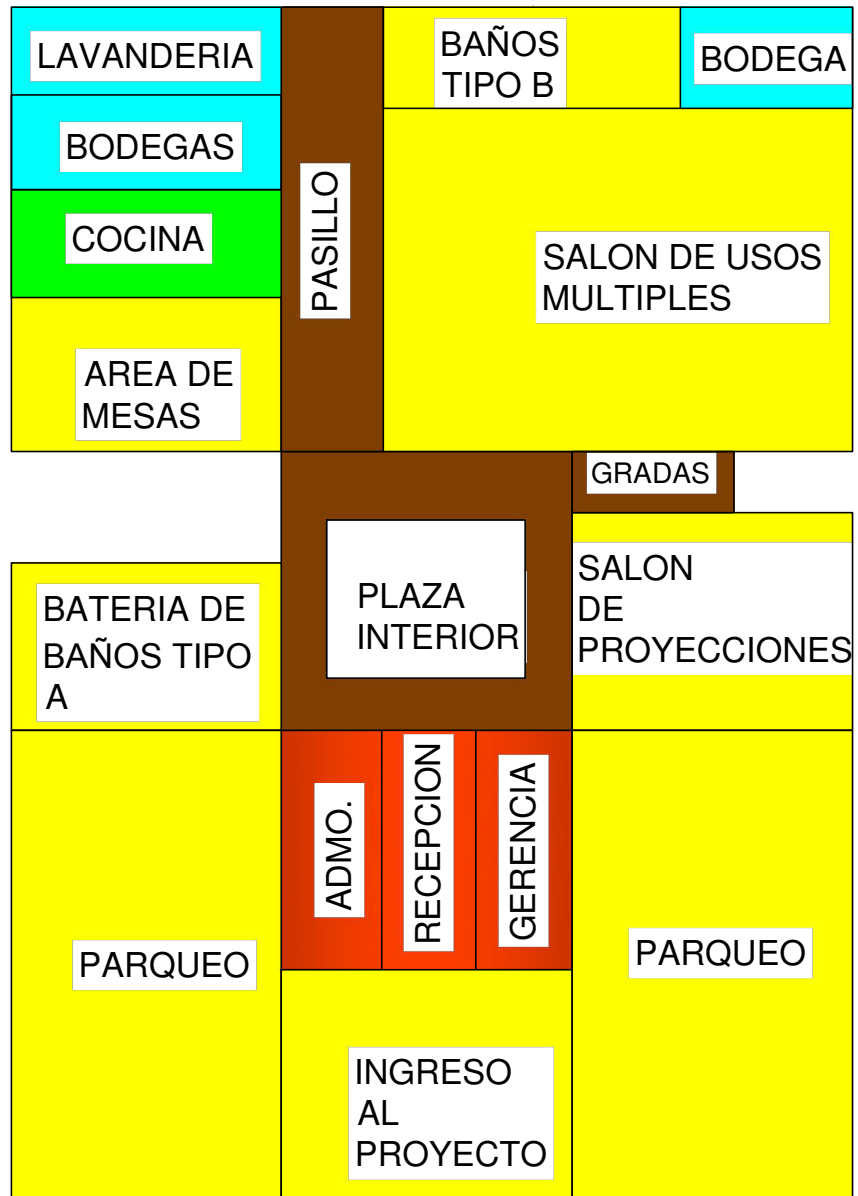 LAVANDERIA
BAÑOS
TIPO B
BODEGA
BODEGAS
COCINA
PASILLO
SALON DE USOS
MULTIPLES
AREA DE
MESAS
GRADAS
BATERIA DE
BAÑOS TIPO
A
PLAZA
INTERIOR
SALON
DE
PROYECCIONES
ADMO.
RECEPCION
GERENCIA
PARQUEO
PARQUEO
INGRESO
AL
PROYECTO